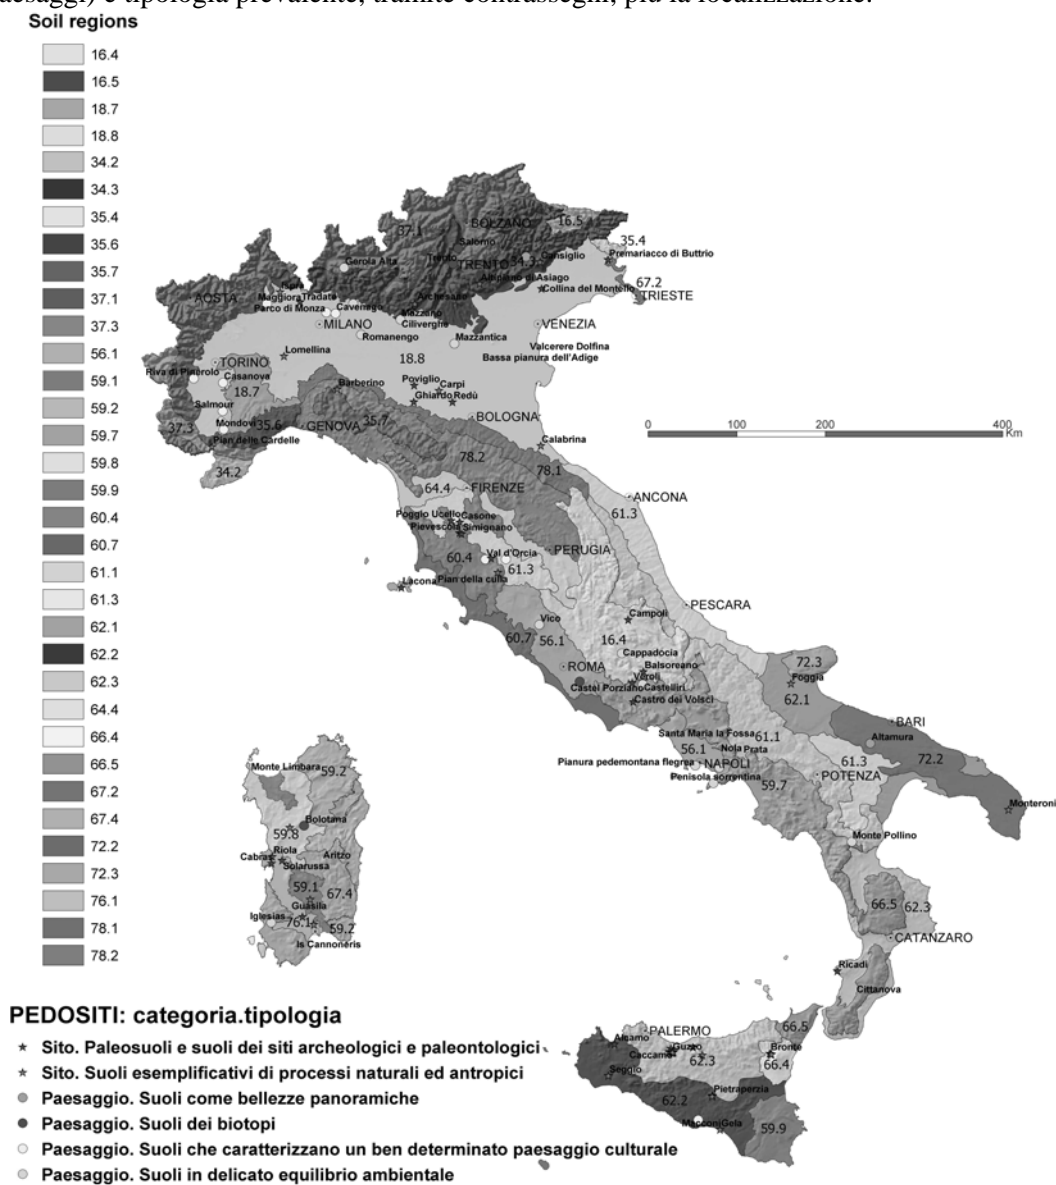 aesaggi) e tipologia prevalente, tramite contrassegni, più la localizzazione.
Soil regions
16.4
16.5
18.7
18.8
34.2
34.3
35.4
35.6
35.7
37.1
37.3
56.1
59.1
59.2
59.7
59.8
59.9
60.4
60.7
61.1
61.3
62.1
62.2
62.3
64.4
66.4
66.5
67.2
67.4
72.2
72.3
76.1
78.1
78.2
37.1
BOLZANO
16.5
Salorno
35.4
Premariacco di Buttrio
Trento
TRENTO
34.3
Cansiglio
Gerola Alta
Altipiano di Asiago
67.2
Collina del Montello
TRIESTE
AOSTA
Ispra
Maggiora
Tradate
Parco di Monza
Cavenago
Archesano
Mazzano
Ciliverghe
MILANO
VENEZIA
Romanengo
Mazzantica
Valcerere Dolfina
Bassa pianura dell'Adige
Lomellina
18.8
TORINO
Riva di Pinerolo
Casanova
18.7
Barberino
Poviglio
Carpi
Ghiardo
Redù
Salmour
BOLOGNA
Mondovì
35.6
GENOVA
35.7
37.3
Pian delle Gardelle
Calabrina
0
100
200
400
Km
34.2
78.2
78.1
64.4
FIRENZE
ANCONA
61.3
Poggio Ucello
Casone
Pievescola
Simignano
PERUGIA
60.4
Val d'Orcia
61.3
Lacona
Pian della culla
PESCARA
Campoli
Vico
60.7
56.1
16.4
Cappadocia
Balsoreano
ROMA
Veroli
Castel Porziano
Castelliri
Castro dei Volsci
72.3
Foggia
62.1
BARI
Altamura
Santa Maria la Fossa
61.1
56.1
Nola
Prata
Pianura pedemontana flegrea
NAPOLI
61.3
72.2
Penisola sorrentina
POTENZA
59.7
Monteroni
Monte Limbara
59.2
Bolotana
59.8
Monte Pollino
Cabras
Riola
Solarussa
Aritzo
59.1
67.4
Guasila
66.5
62.3
Iglesias
76.1
59.2
Is Cannoneris
CATANZARO
Ricadi
Cittanova
PEDOSITI: categoria.tipologia
Sito. Paleosuoli e suoli dei siti archeologici e paleontologici
Sito. Suoli esemplificativi di processi naturali ed antropici
Paesaggio. Suoli come bellezze panoramiche
Paesaggio. Suoli dei biotopi
Paesaggio. Suoli che caratterizzano un ben determinato paesaggio culturale
Paesaggio. Suoli in delicato equilibrio ambientale
PALERMO
66.5
Alcamo
Guzzo
Caccamo
62.3
Bronte
66.4
Seggio
Pietraperzia
62.2
Macconi
Gela
59.9